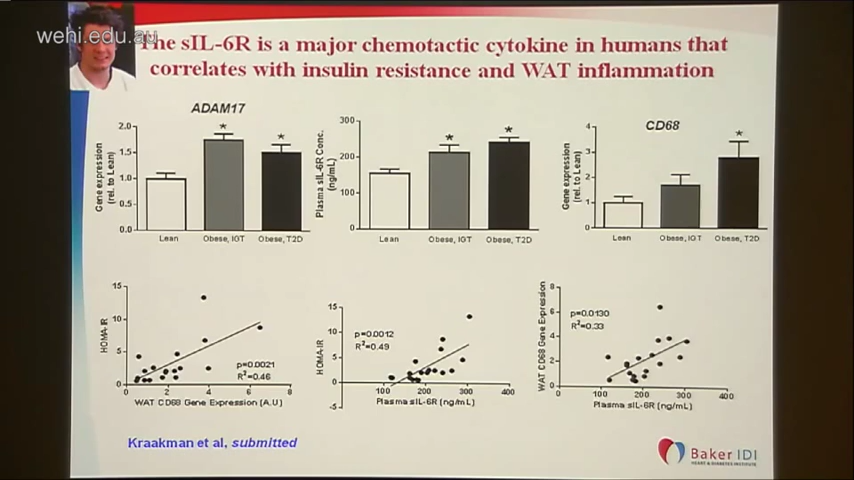 wehi.edu.au
The sIL-6R is a major chemotactic cytokine in humans that
correlates with insulin resistance and WAT inflammation
ADAM17
Gene expression
(rel. to Lean)
2.0
1.5
1.0
0.5
0.0
*
*
Lean
Obese, IGT
Obese, T2D
Plasma sIL-6R Conc.
(ng/mL)
300
200
100
0
*
*
Lean
Obese, IGT
Obese, T2D
CD68
Gene expression
(rel. to Lean)
4
3
2
1
0
*
Lean
Obese, IGT
Obese, T2D
HOMA-IR
15
10
5
0
p=0.0021
R²=0.46
0
2
4
6
8
WAT CD68 Gene Expression (A.U)
HOMA-IR
15
10
5
0
-5
p=0.0012
R²=0.49
100
200
300
400
Plasma sIL-6R (ng/mL)
WAT CD68 Gene Expression
8
6
4
2
0
p=0.0130
R²=0.33
0
100
200
300
400
Plasma sIL-6R (ng/mL)
Kraakman et al, submitted
Baker IDI
HEART & DIABETES INSTITUTE